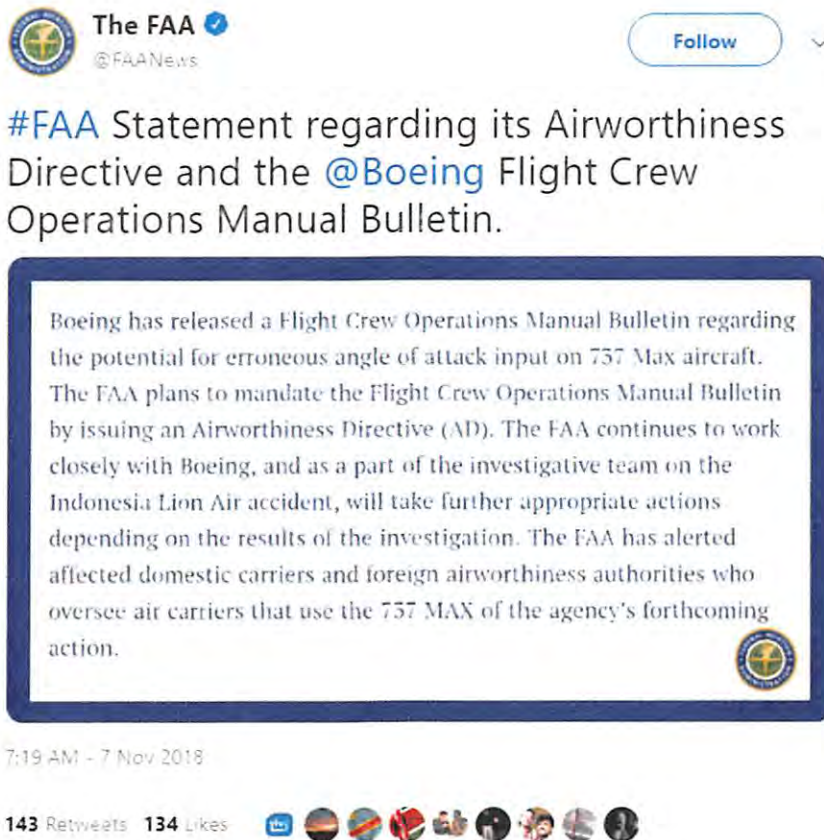 The FAA
@FAANews
Follow
#FAA Statement regarding its Airworthiness
Directive and the @Boeing Flight Crew
Operations Manual Bulletin.
Boeing has released a Flight Crew Operations Manual Bulletin regarding
the potential for erroneous angle of attack input on 737 Max aircraft.
The FAA plans to mandate the Flight Crew Operations Manual Bulletin
by issuing an Airworthiness Directive (AD). The FAA continues to work
closely with Boeing, and as a part of the investigative team on the
Indonesia Lion Air accident, will take further appropriate actions
depending on the results of the investigation. The FAA has alerted
affected domestic carriers and foreign airworthiness authorities who
oversee air carriers that use the 737 MAX of the agency's forthcoming
action.
7:19 AM - 7 Nov 2018
143 Retweets 134 Likes